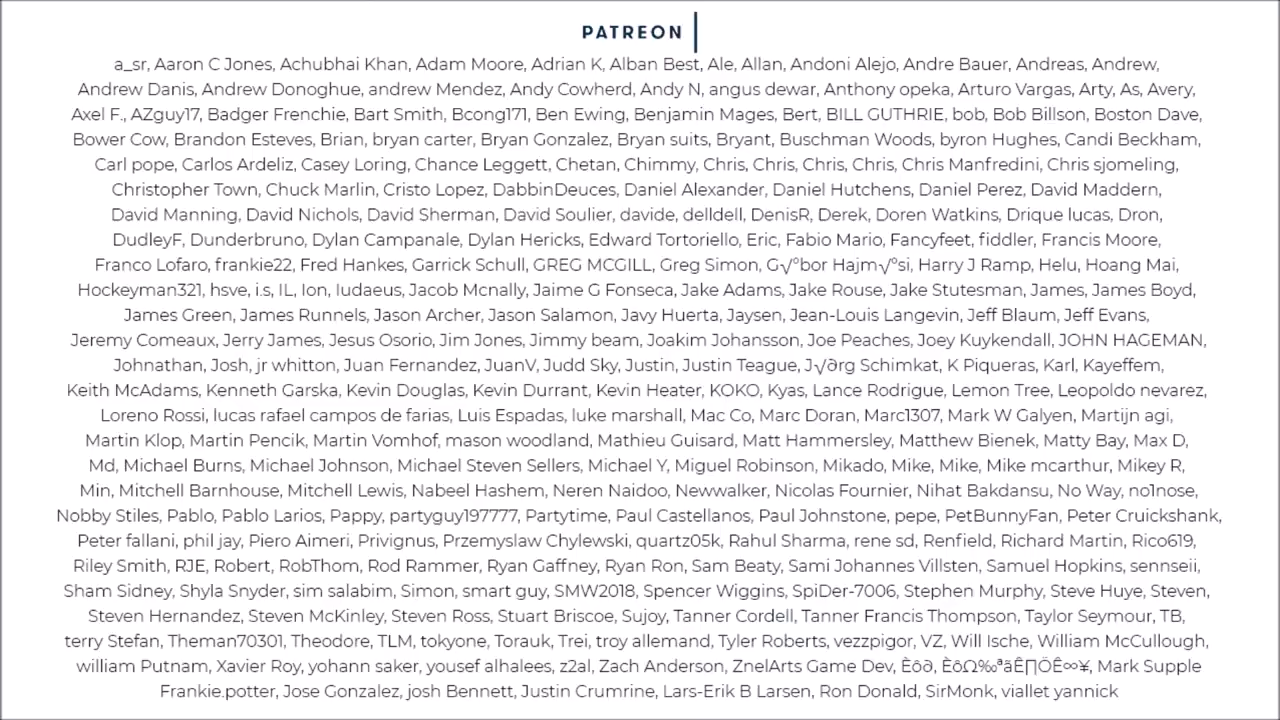 PATREON
a_sr, Aaron C Jones, Achubhai Khan, Adam Moore, Adrian K, Alban Best, Ale, Allan, Andoni Alejo, Andre Bauer, Andreas, Andrew,
Andrew Danis, Andrew Donoghue, andrew Mendez, Andy Cowherd, Andy N, angus dewar, Anthony opeka, Arturo Vargas, Arty, As, Avery,
Axel F., AZguy17, Badger Frenchie, Bart Smith, Bcong171, Ben Ewing, Benjamin Mages, Bert, BILL GUTHRIE, bob, Bob Billson, Boston Dave,
Bower Cow, Brandon Esteves, Brian, bryan carter, Bryan Gonzalez, Bryan suits, Bryant, Buschman Woods, byron Hughes, Candi Beckham,
Carl pope, Carlos Ardeliz, Casey Loring, Chance Leggett, Chetan, Chimmy, Chris, Chris, Chris, Chris, Chris Manfredini, Chris sjomeling,
Christopher Town, Chuck Marlin, Cristo Lopez, DabbinDeuces, Daniel Alexander, Daniel Hutchens, Daniel Perez, David Maddern,
David Manning, David Nichols, David Sherman, David Soulier, davide, delldell, DenisR, Derek, Doren Watkins, Drique lucas, Dron,
DudleyF, Dunderbruno, Dylan Campanale, Dylan Hericks, Edward Tortoriello, Eric, Fabio Mario, Fancyfeet, fiddler, Francis Moore,
Franco Lofaro, frankie22, Fred Hankes, Garrick Schull, GREG MCGILL, Greg Simon, G√°bor Hajm√°si, Harry J Ramp, Helu, Hoang Mai,
Hockeyman321, hsve, i.s, IL, Ion, Iudaeus, Jacob Mcnally, Jaime G Fonseca, Jake Adams, Jake Rouse, Jake Stutesman, James, James Boyd,
James Green, James Runnels, Jason Archer, Jason Salamon, Javy Huerta, Jaysen, Jean-Louis Langevin, Jeff Blaum, Jeff Evans,
Jeremy Comeaux, Jerry James, Jesus Osorio, Jim Jones, Jimmy beam, Joakim Johansson, Joe Peaches, Joey Kuykendall, JOHN HAGEMAN,
Johnathan, Josh, jr whitton, Juan Fernandez, JuanV, Judd Sky, Justin, Justin Teague, J√∂rg Schimkat, K Piqueras, Karl, Kayeffem,
Keith McAdams, Kenneth Garska, Kevin Douglas, Kevin Durrant, Kevin Heater, KOKO, Kyas, Lance Rodrigue, Lemon Tree, Leopoldo nevarez,
Loreno Rossi, lucas rafael campos de farias, Luis Espadas, luke marshall, Mac Co, Marc Doran, Marc1307, Mark W Galyen, Martijn agi,
Martin Klop, Martin Pencik, Martin Vomhof, mason woodland, Mathieu Guisard, Matt Hammersley, Matthew Bienek, Matty Bay, Max D,
Md, Michael Burns, Michael Johnson, Michael Steven Sellers, Michael Y, Miguel Robinson, Mikado, Mike, Mike, Mike mcarthur, Mikey R,
Min, Mitchell Barnhouse, Mitchell Lewis, Nabeel Hashem, Neren Naidoo, Newwalker, Nicolas Fournier, Nihat Bakdansu, No Way, no1nose,
Nobby Stiles, Pablo, Pablo Larios, Pappy, partyguy197777, Partytime, Paul Castellanos, Paul Johnstone, pepe, PetBunnyFan, Peter Cruickshank,
Peter fallani, phil jay, Piero Aimeri, Privignus, Przemyslaw Chylewski, quartz05k, Rahul Sharma, rene sd, Renfield, Richard Martin, Rico619,
Riley Smith, RJE, Robert, RobThom, Rod Rammer, Ryan Gaffney, Ryan Ron, Sam Beaty, Sami Johannes Villsten, Samuel Hopkins, sennseii,
Sham Sidney, Shyla Snyder, sim salabim, Simon, smart guy, SMW2018, Spencer Wiggins, SpiDer-7006, Stephen Murphy, Steve Huye, Steven,
Steven Hernandez, Steven McKinley, Steven Ross, Stuart Briscoe, Sujoy, Tanner Cordell, Tanner Francis Thompson, Taylor Seymour, TB,
terry Stefan, Theman70301, Theodore, TLM, tokyone, Torauk, Trei, troy allemand, Tyler Roberts, vezzpigor, VZ, Will Ische, William McCullough,
william Putnam, Xavier Roy, yohann saker, yousef alhalees, z2al, Zach Anderson, ZnelArts Game Dev, Èô∂, ÈôΩ‰ªãÊ∏ÖÊ∞¥, Mark Supple
Frankie.potter, Jose Gonzalez, josh Bennett, Justin Crumrine, Lars-Erik B Larsen, Ron Donald, SirMonk, viallet yannick